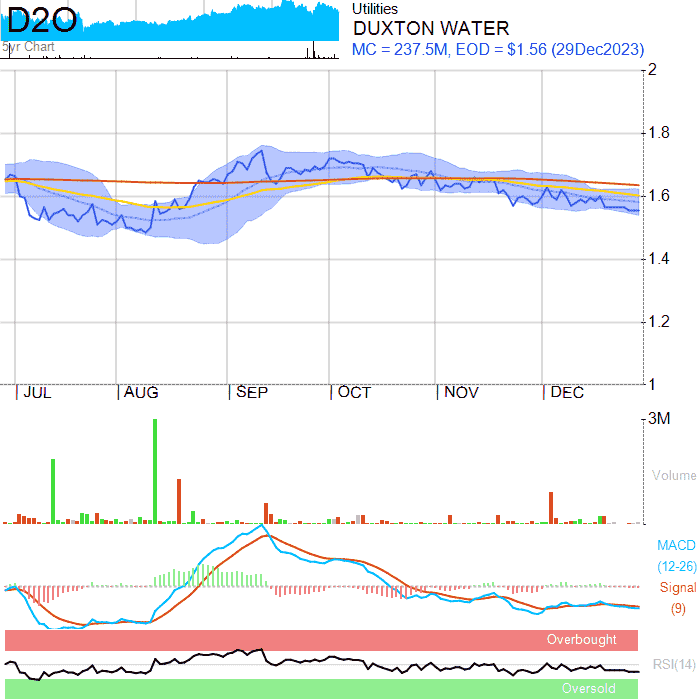 D2O
5yr Chart
Utilities
DUXTON WATER
MC = 237.5M, EOD = $1.56 (29Dec2023)
2
1.8
1.6
1.4
1.2
1
JUL AUG SEP OCT NOV DEC
3M
Volume
MACD
(12-26)
Signal
(9)
Overbought
RSI(14)
Oversold